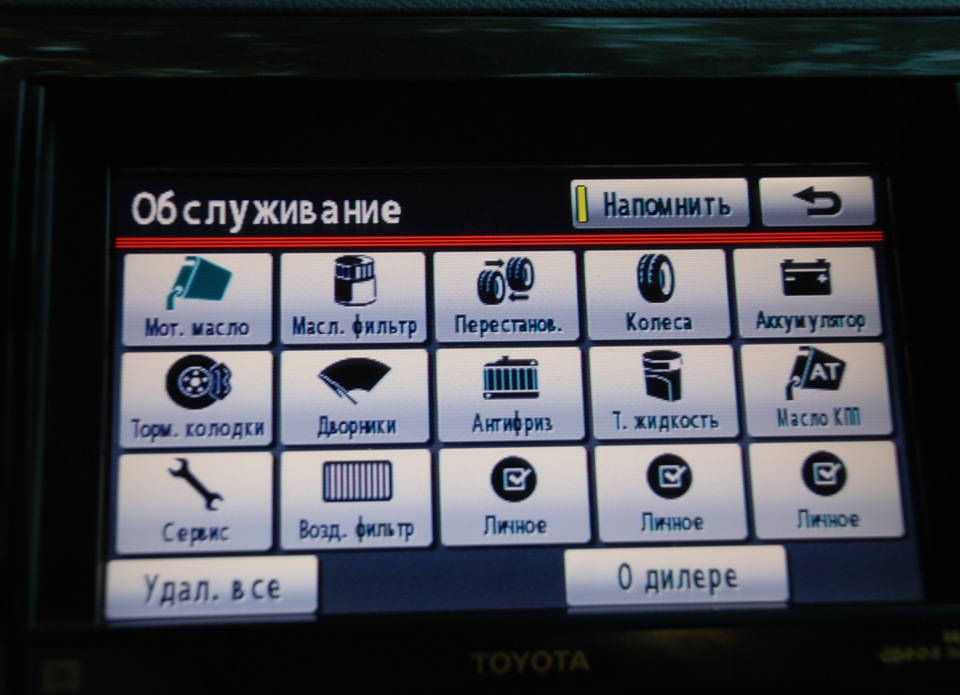 Обслуживание
Напомнить
Мот. масло
Масл. фильтр
Перестанов.
Колеса
Аккумулятор
Торм. колодки
Дворники
Антифриз
Т. жидкость
AT
Масло КПП
Сервис
Возд. фильтр
Личное
Личное
Личное
Удал. все
О дилере
TOYOTA